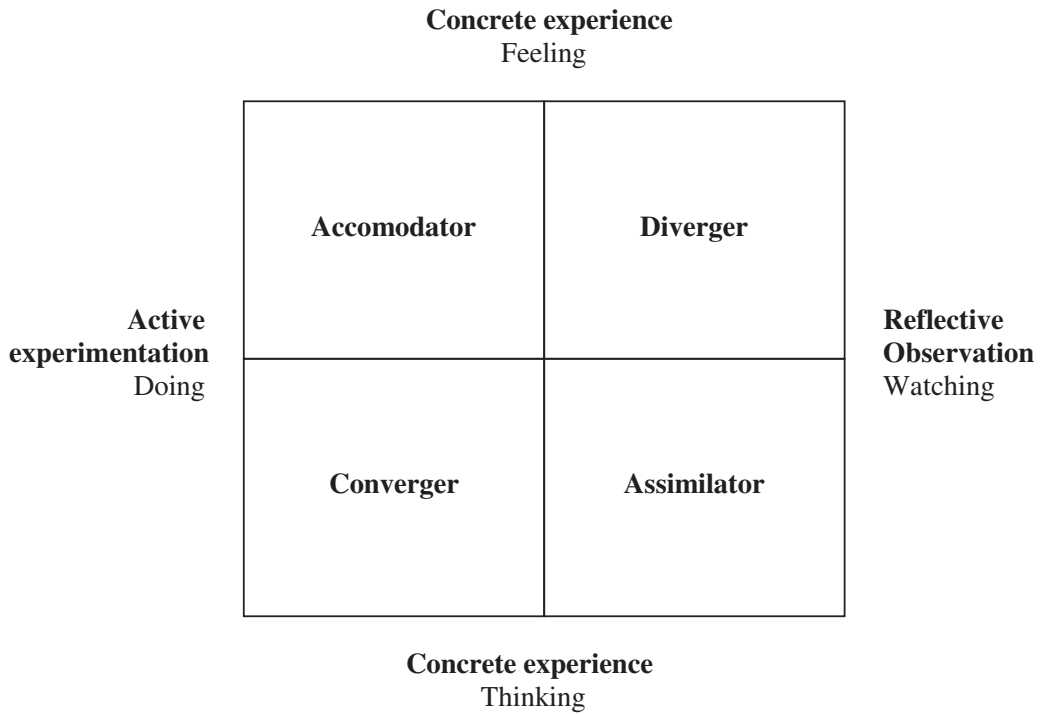 Concrete experience
Feeling
Accomodator
Diverger
Active
experimentation
Doing
Reflective
Observation
Watching
Converger
Assimilator
Concrete experience
Thinking